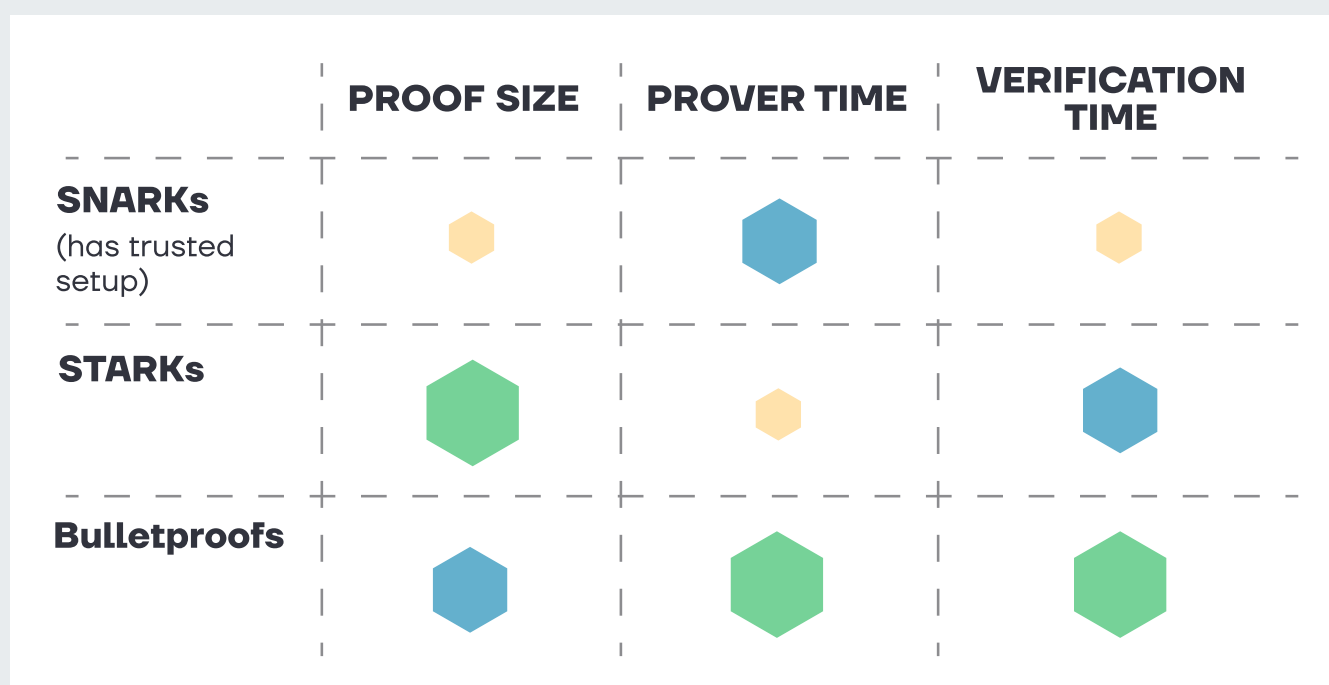 PROOF SIZE
PROVER TIME
VERIFICATION
TIME
SNARKs
(has trusted
setup)
STARKs
Bulletproofs